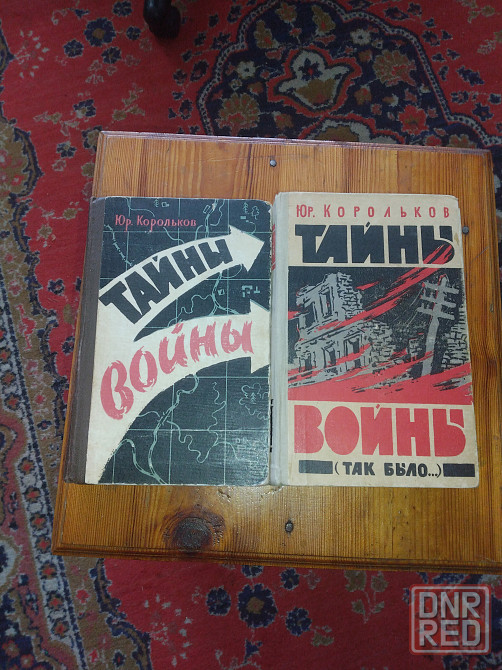 Юр. Корольков
ТАЙНЫ
ВОЙНЫ
Юр. Корольков
ТАЙНЫ
ВОЙНЫ
(ТАК БЫЛО...)
DNR
RED